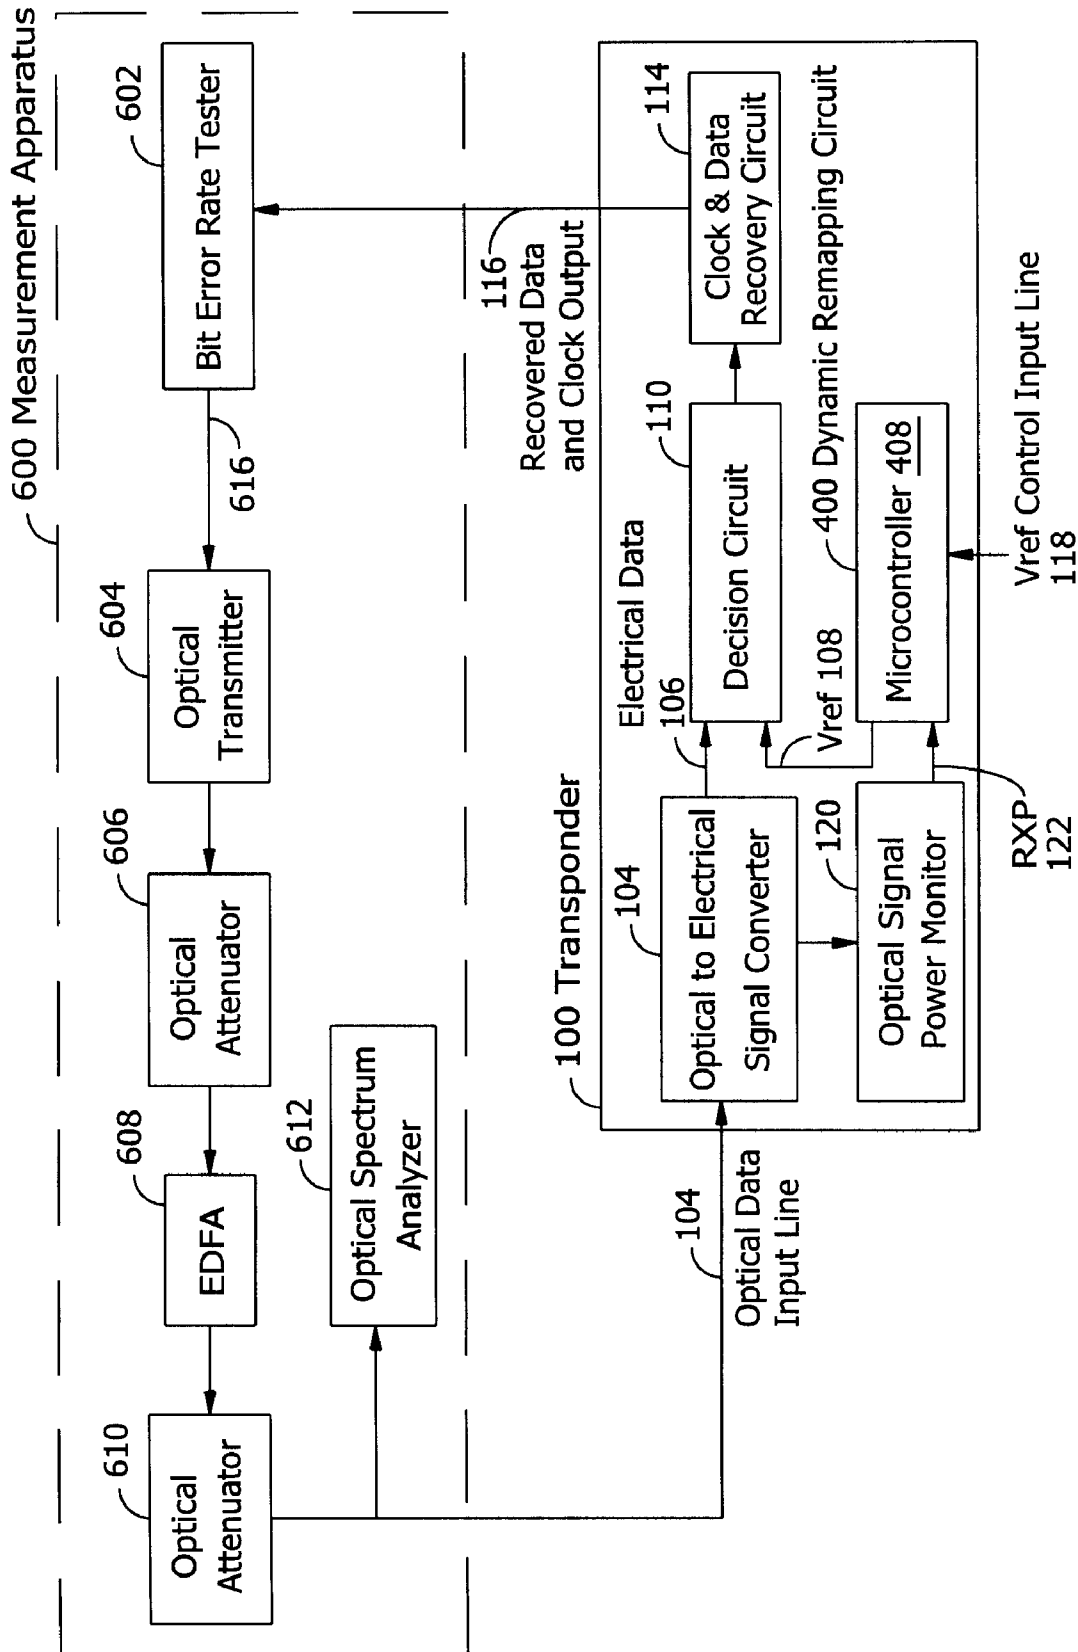 600 Measurement Apparatus
610
Optical
Attenuator
608
EDFA
606
Optical
Attenuator
604
Optical
Transmitter
616
602
Bit Error Rate Tester
612
Optical Spectrum
Analyzer
104
Optical Data
Input Line
116
Recovered Data
and Clock Output
100 Transponder
104
Optical to Electrical
Signal Converter
Electrical Data
106
110
Decision Circuit
114
Clock & Data
Recovery Circuit
Vref 108
120
Optical Signal
Power Monitor
400 Dynamic Remapping Circuit
Microcontroller 408
RXP
122
Vref Control Input Line
118